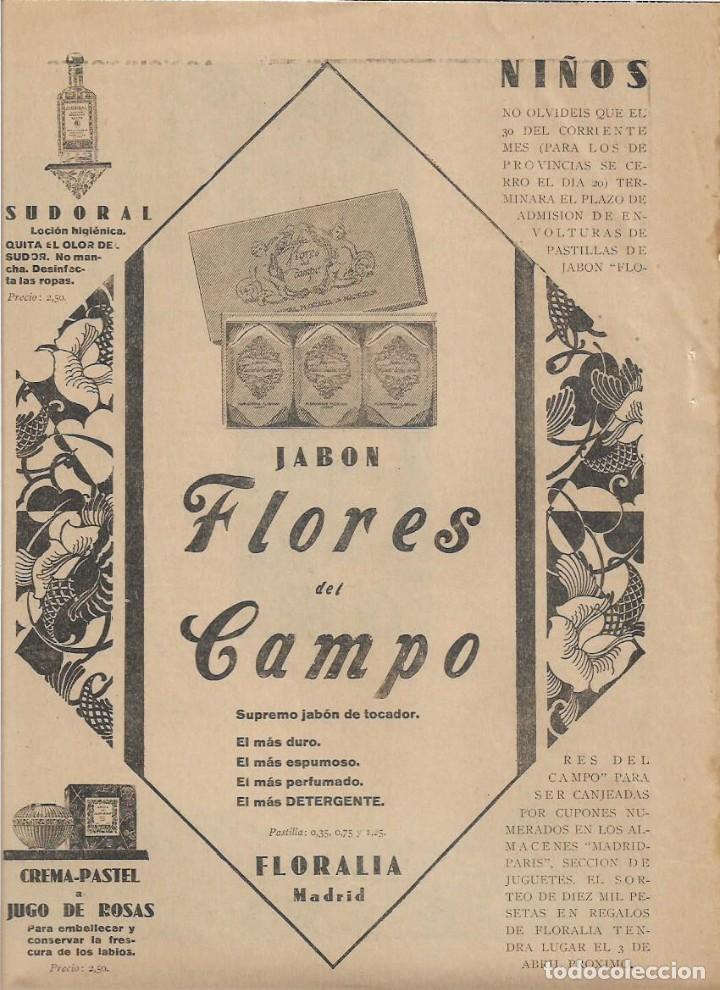 SUDORAL
Loción higiénica.
QUITA EL OLOR DEL
SUDOR. No man-
cha. Desinfec-
ta las ropas.
Precio: 2,50.
NIÑOS
NO OLVIDEIS QUE EL
30 DEL CORRIENTE
MES (PARA LOS DE
PROVINCIAS SE CE-
RRO EL DIA 20) TER-
MINARA EL PLAZO DE
ADMISION DE EN-
VOLTURAS DE
PASTILLAS DE
JABON "FLO-
Flores
del
Campo
JABON
Flores
del
Campo
Supremo jabón de tocador.
El más duro.
El más espumoso.
El más perfumado.
El más DETERGENTE.
Pastilla: 0,35, 0,75 y 1,25.
FLORALIA
Madrid
CREMA-PASTEL
a
JUGO DE ROSAS
Para embellecer y
conservar la fres-
cura de los labios.
Precio: 2,50.
RES DEL
CAMPO" PARA
SER CANJEADAS
POR CUPONES NU-
MERADOS EN LOS AL-
MACENES "MADRID-
PARIS", SECCION DE
JUGUETES. EL SOR-
TEO DE DIEZ MIL PE-
SETAS EN REGALOS
DE FLORALIA TEN-
DRA LUGAR EL 3 DE
ABRIL PROXIMO.
todocoleccion.net